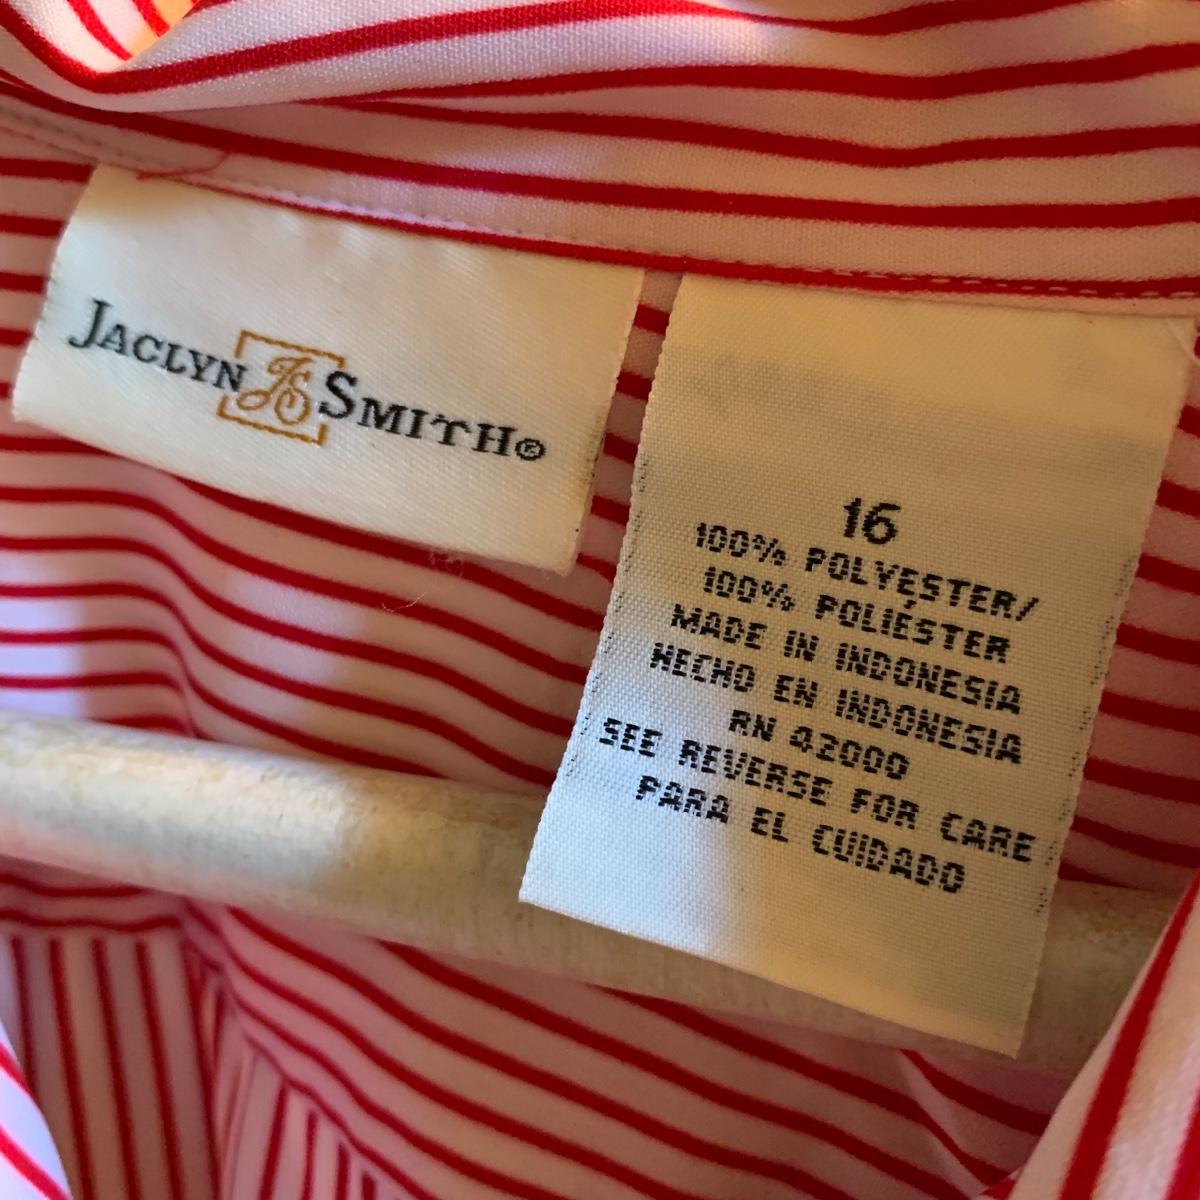 JACLYN JS SMITH®
16
100% POLYESTER/
100% POLIÉSTER
MADE IN INDONESIA
HECHO EN INDONESIA
RN 42000
SEE REVERSE FOR CARE
PARA EL CUIDADO